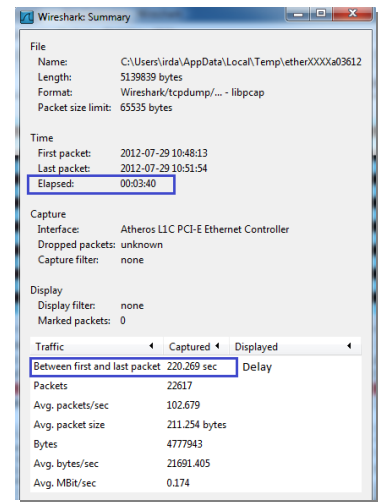 Wireshark: Summary
File
Name: C:\Users\irda\AppData\Local\Temp\etherXXXXa03612
Length: 5139839 bytes
Format: Wireshark/tcpdump/... - libpcap
Packet size limit: 65535 bytes
Time
First packet: 2012-07-29 10:48:13
Last packet: 2012-07-29 10:51:54
Elapsed: 00:03:40
Capture
Interface: Atheros L1C PCI-E Ethernet Controller
Dropped packets: unknown
Capture filter: none
Display
Display filter: none
Marked packets: 0
Traffic Captured Displayed
Between first and last packet 220.269 sec Delay
Packets 22617
Avg. packets/sec 102.679
Avg. packet size 211.254 bytes
Bytes 4777943
Avg. bytes/sec 21691.405
Avg. MBit/sec 0.174